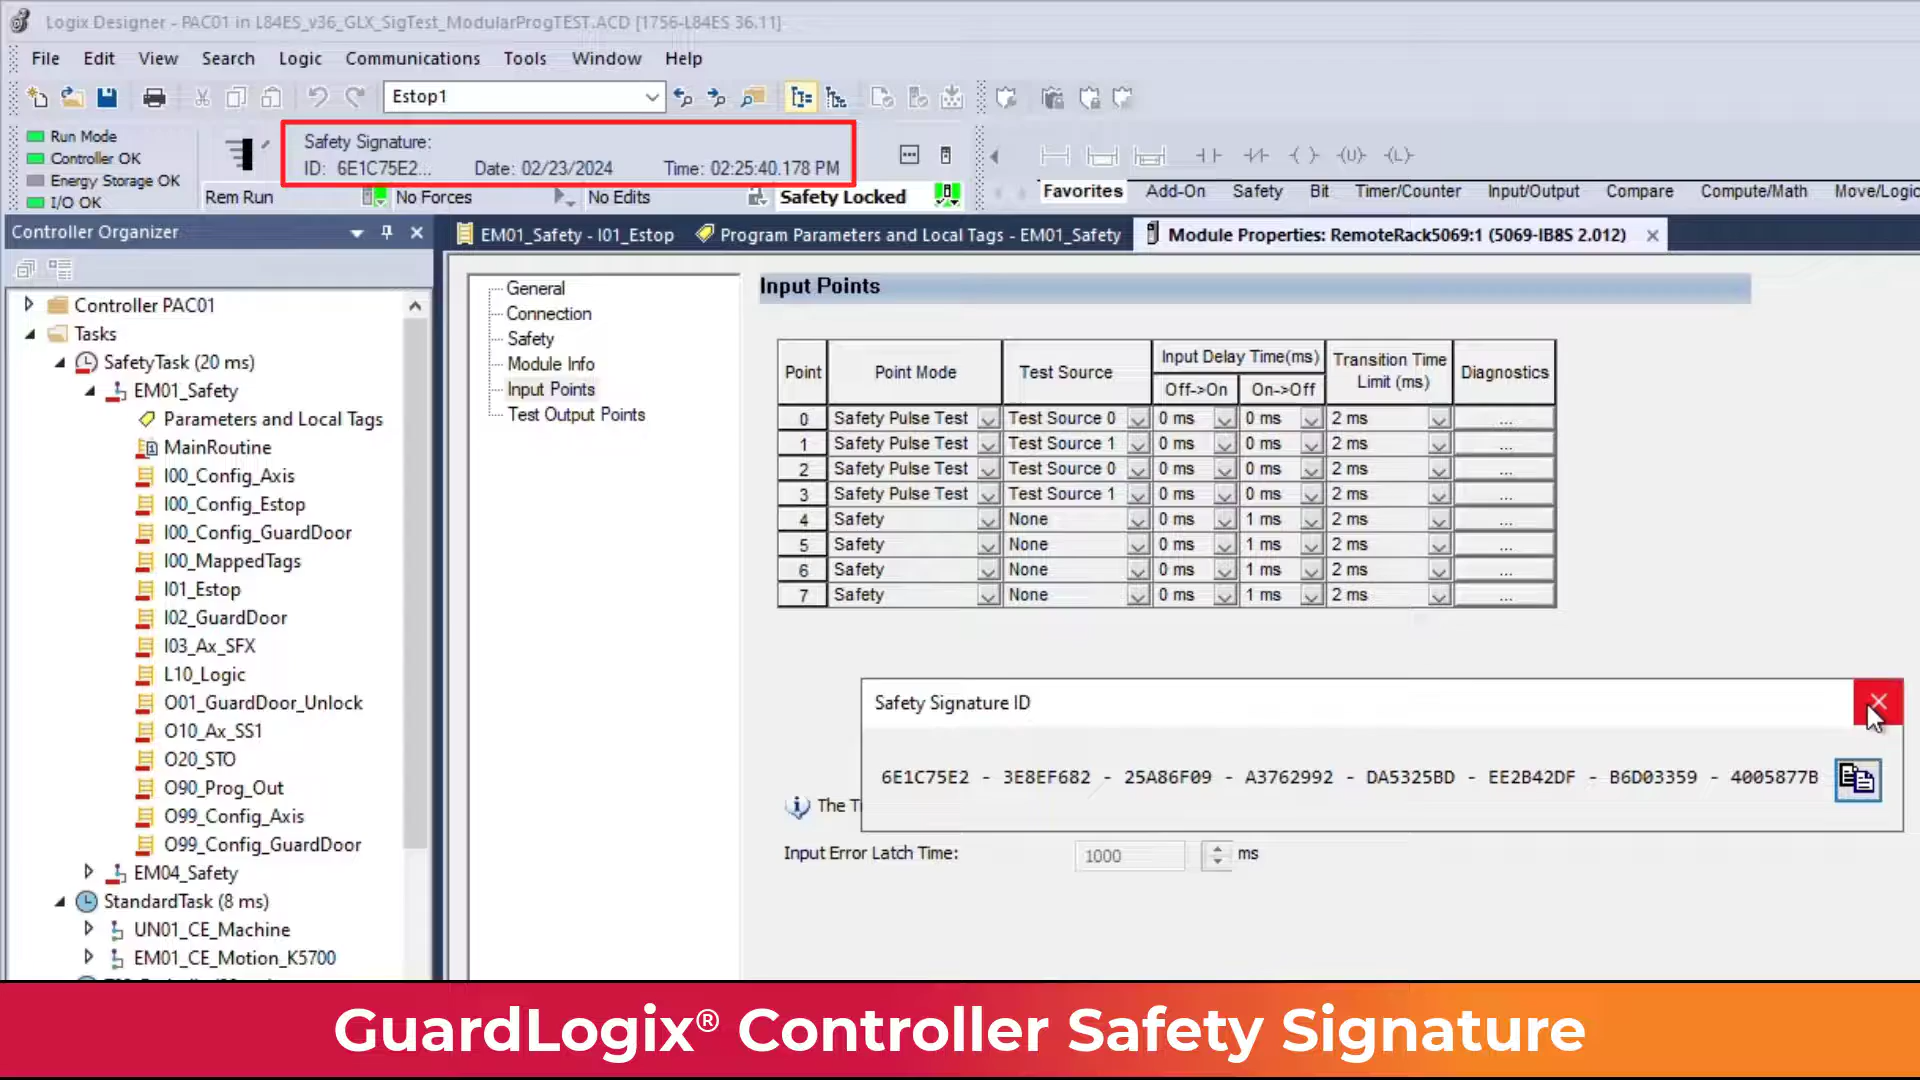 Logix Designer - PAC01 in L84ES_v36_GLX_SigTest_ModularProgTEST.ACD [1756-L84ES 36.11]
File Edit View Search Logic Communications Tools Window Help
Estop1
Run Mode
Controller OK
Energy Storage OK
I/O OK
Safety Signature:
ID: 6E1C75E2... Date: 02/23/2024 Time: 02:25:40.178 PM
Rem Run No Forces No Edits Safety Locked
Favorites Add-On Safety Bit Timer/Counter Input/Output Compare Compute/Math Move/Logic
Controller Organizer
EM01_Safety - I01_Estop Program Parameters and Local Tags - EM01_Safety Module Properties: RemoteRack5069:1 (5069-IB8S 2.012)
Controller PAC01
Tasks
SafetyTask (20 ms)
EM01_Safety
Parameters and Local Tags
MainRoutine
I00_Config_Axis
I00_Config_Estop
I00_Config_GuardDoor
I00_MappedTags
I01_Estop
I02_GuardDoor
I03_Ax_SFX
L10_Logic
O01_GuardDoor_Unlock
O10_Ax_SS1
O20_STO
O90_Prog_Out
O99_Config_Axis
O99_Config_GuardDoor
EM04_Safety
StandardTask (8 ms)
UN01_CE_Machine
EM01_CE_Motion_K5700
General
Connection
Safety
Module Info
Input Points
Test Output Points
Input Points
Point Point Mode Test Source Input Delay Time(ms) Transition Time Limit (ms) Diagnostics
Off->On On->Off
0 Safety Pulse Test Test Source 0 0 ms 0 ms 2 ms ...
1 Safety Pulse Test Test Source 1 0 ms 0 ms 2 ms ...
2 Safety Pulse Test Test Source 0 0 ms 0 ms 2 ms ...
3 Safety Pulse Test Test Source 1 0 ms 0 ms 2 ms ...
4 Safety None 0 ms 1 ms 2 ms ...
5 Safety None 0 ms 1 ms 2 ms ...
6 Safety None 0 ms 1 ms 2 ms ...
7 Safety None 0 ms 1 ms 2 ms ...
Safety Signature ID
6E1C75E2 - 3E8EF682 - 25A86F09 - A3762992 - DA5325BD - EE2B42DF - B6D03359 - 4005877B
The T
Input Error Latch Time: 1000 ms
GuardLogix® Controller Safety Signature